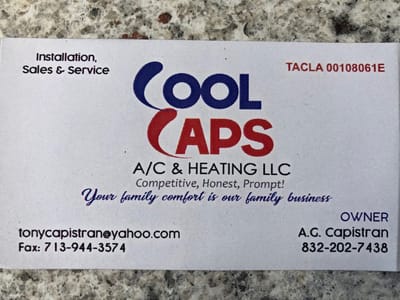 Installation,
Sales & Service
TACLA 00108061E
COOL
CAPS
A/C & HEATING LLC
Competitive, Honest, Prompt!
Your family comfort is our family business
OWNER
tonycapistran@yahoo.com
A.G. Capistran
Fax: 713-944-3574
832-202-7438